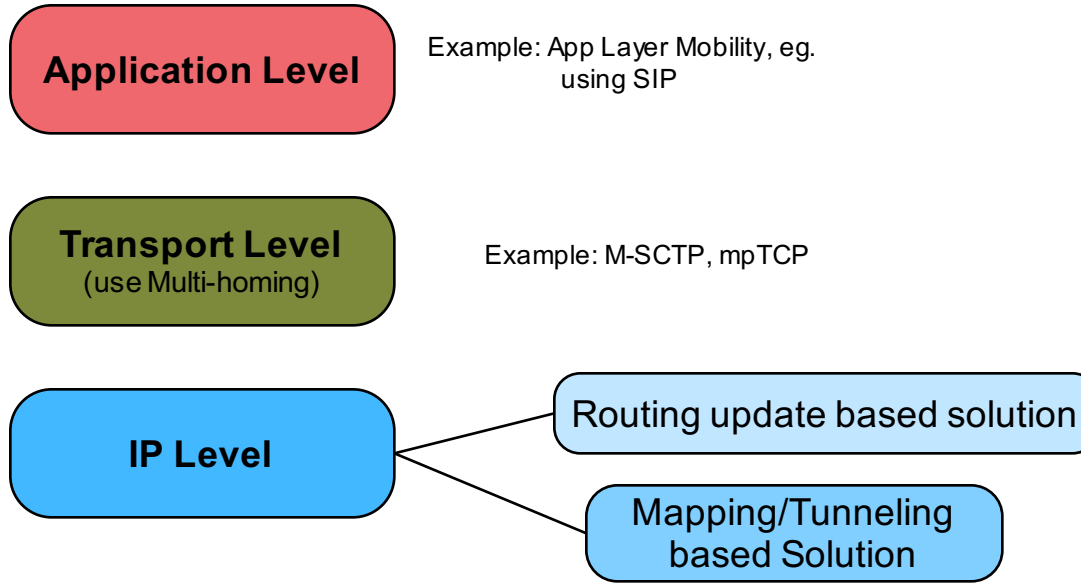 Application Level
Example: App Layer Mobility, eg.
using SIP
Transport Level
(use Multi-homing)
Example: M-SCTP, mpTCP
IP Level
Routing update based solution
Mapping/Tunneling
based Solution